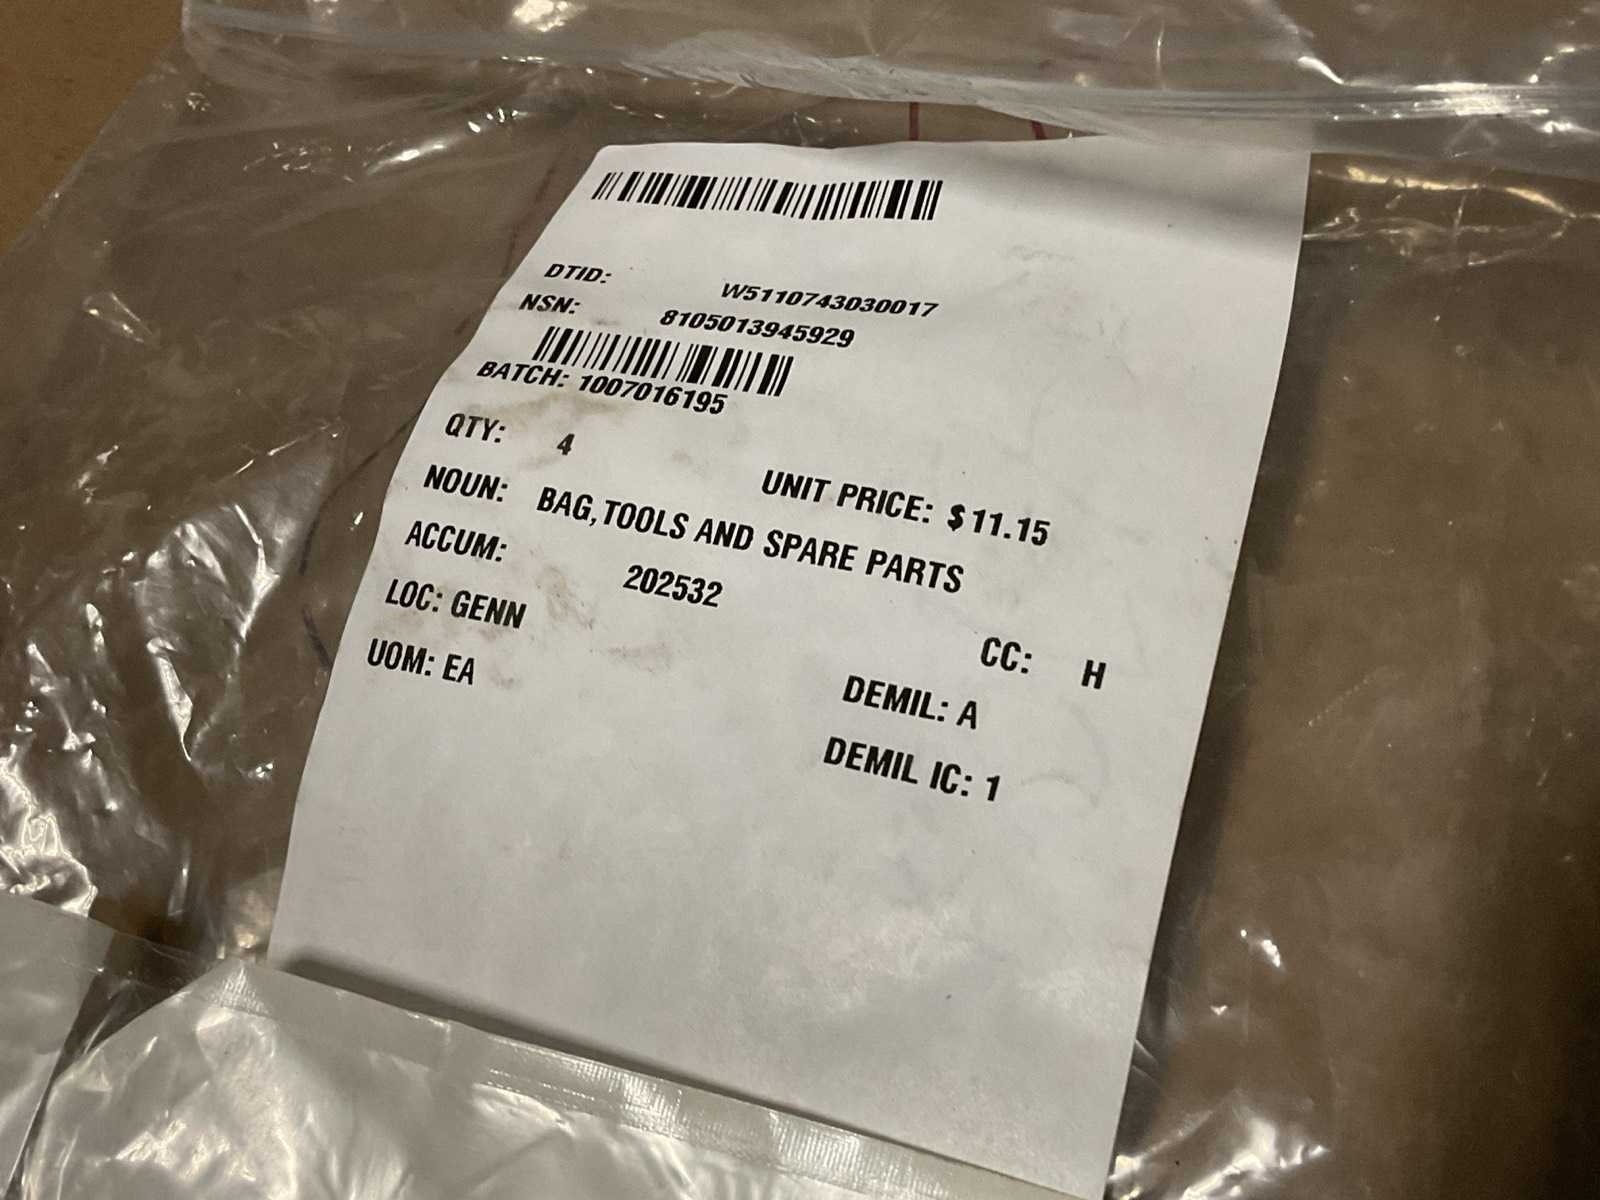 DTID: W5110743030017
NSN: 8105013945929
BATCH: 1007016195
QTY: 4
UNIT PRICE: $11.15
NOUN: BAG,TOOLS AND SPARE PARTS
ACCUM: 202532
CC: H
LOC: GENN
DEMIL: A
UOM: EA
DEMIL IC: 1